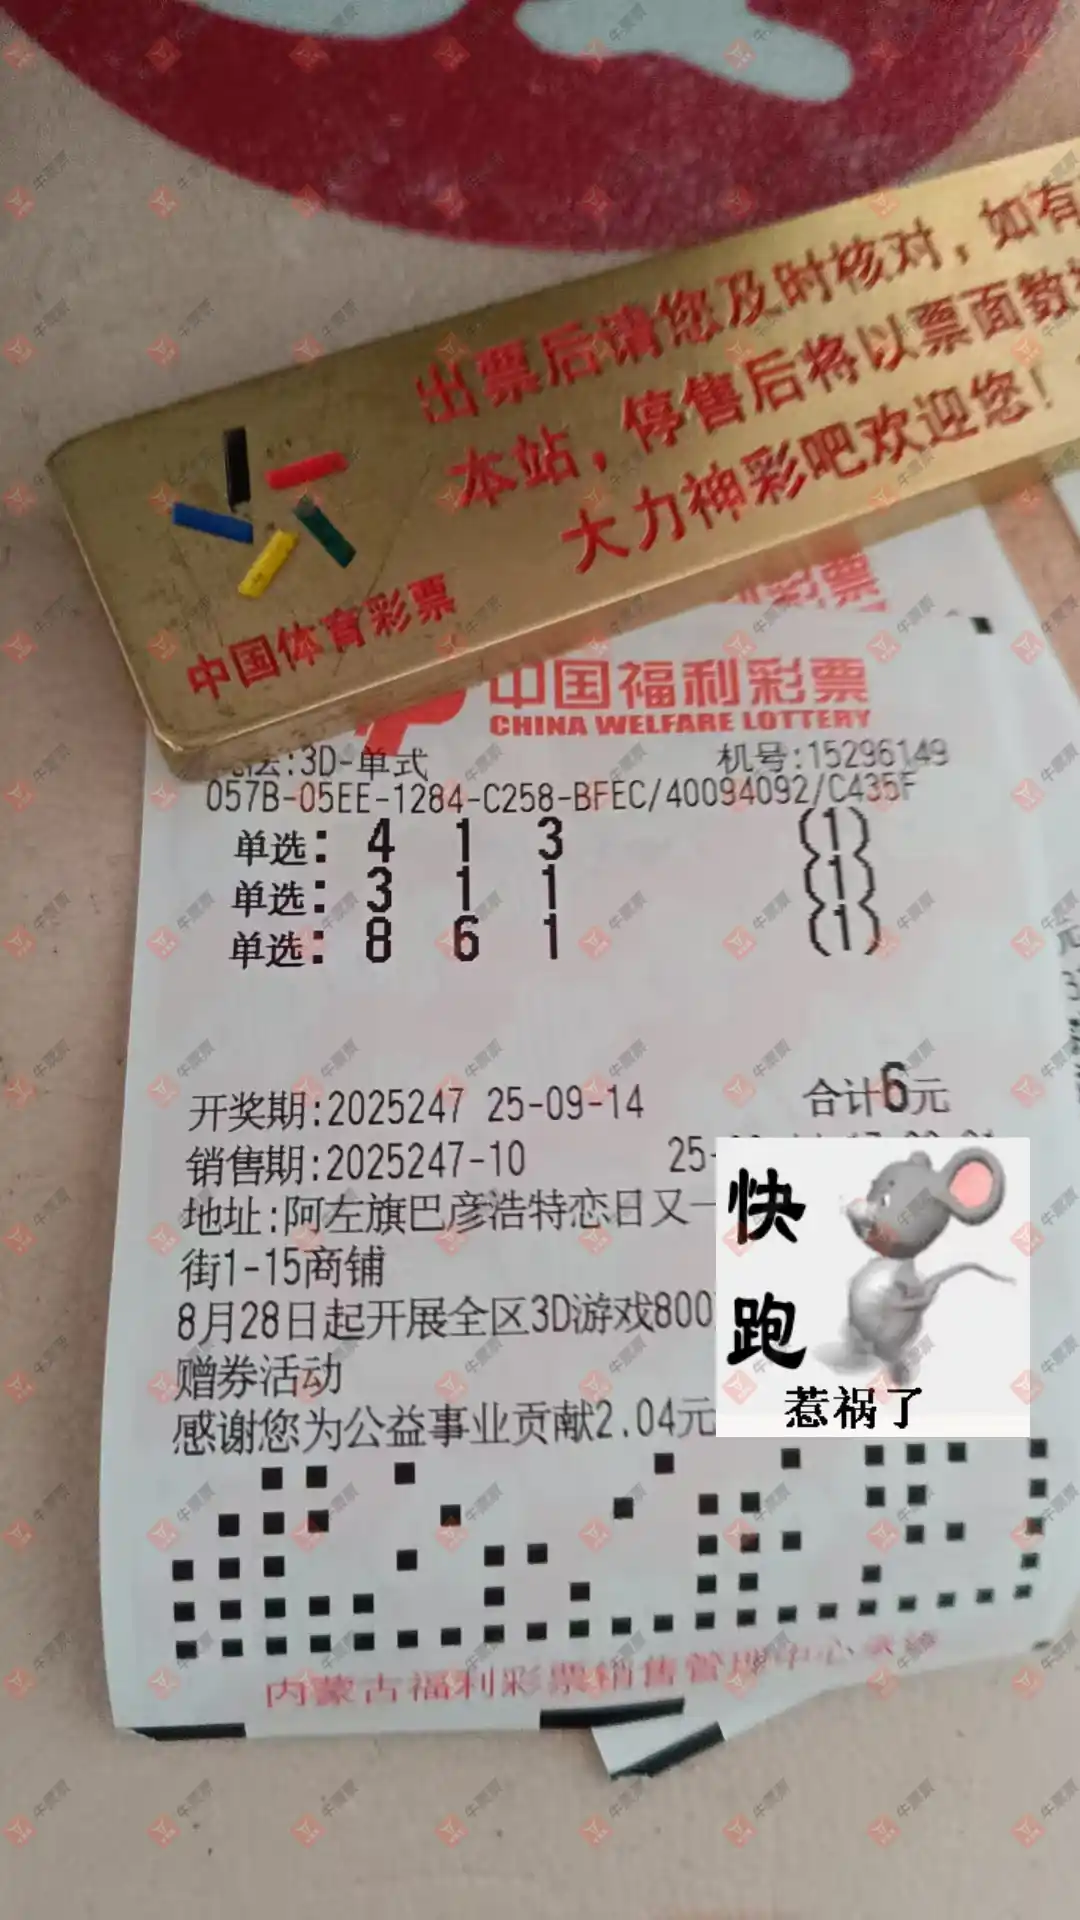 出票后请您及时核对，如有
本站，停售后将以票面数
大力神彩吧欢迎您！
中国体育彩票
中国福利彩票
CHINA WELFARE LOTTERY
:3D-单式 机号:15296149
057B-05EE-1284-C258-BFEC/40094092/C435F
单选: 4 1 3 (1)
单选: 3 1 1 (1)
单选: 8 6 1 (1)
开奖期:2025247 25-09-14 合计6元
销售期:2025247-10 25-
地址:阿左旗巴彦浩特恋日又一
街1-15商铺
8月28日起开展全区3D游戏800
赠券活动
感谢您为公益事业贡献2.04元
快
跑
惹祸了
内蒙古福利彩票销售管理中心承销
牛票票